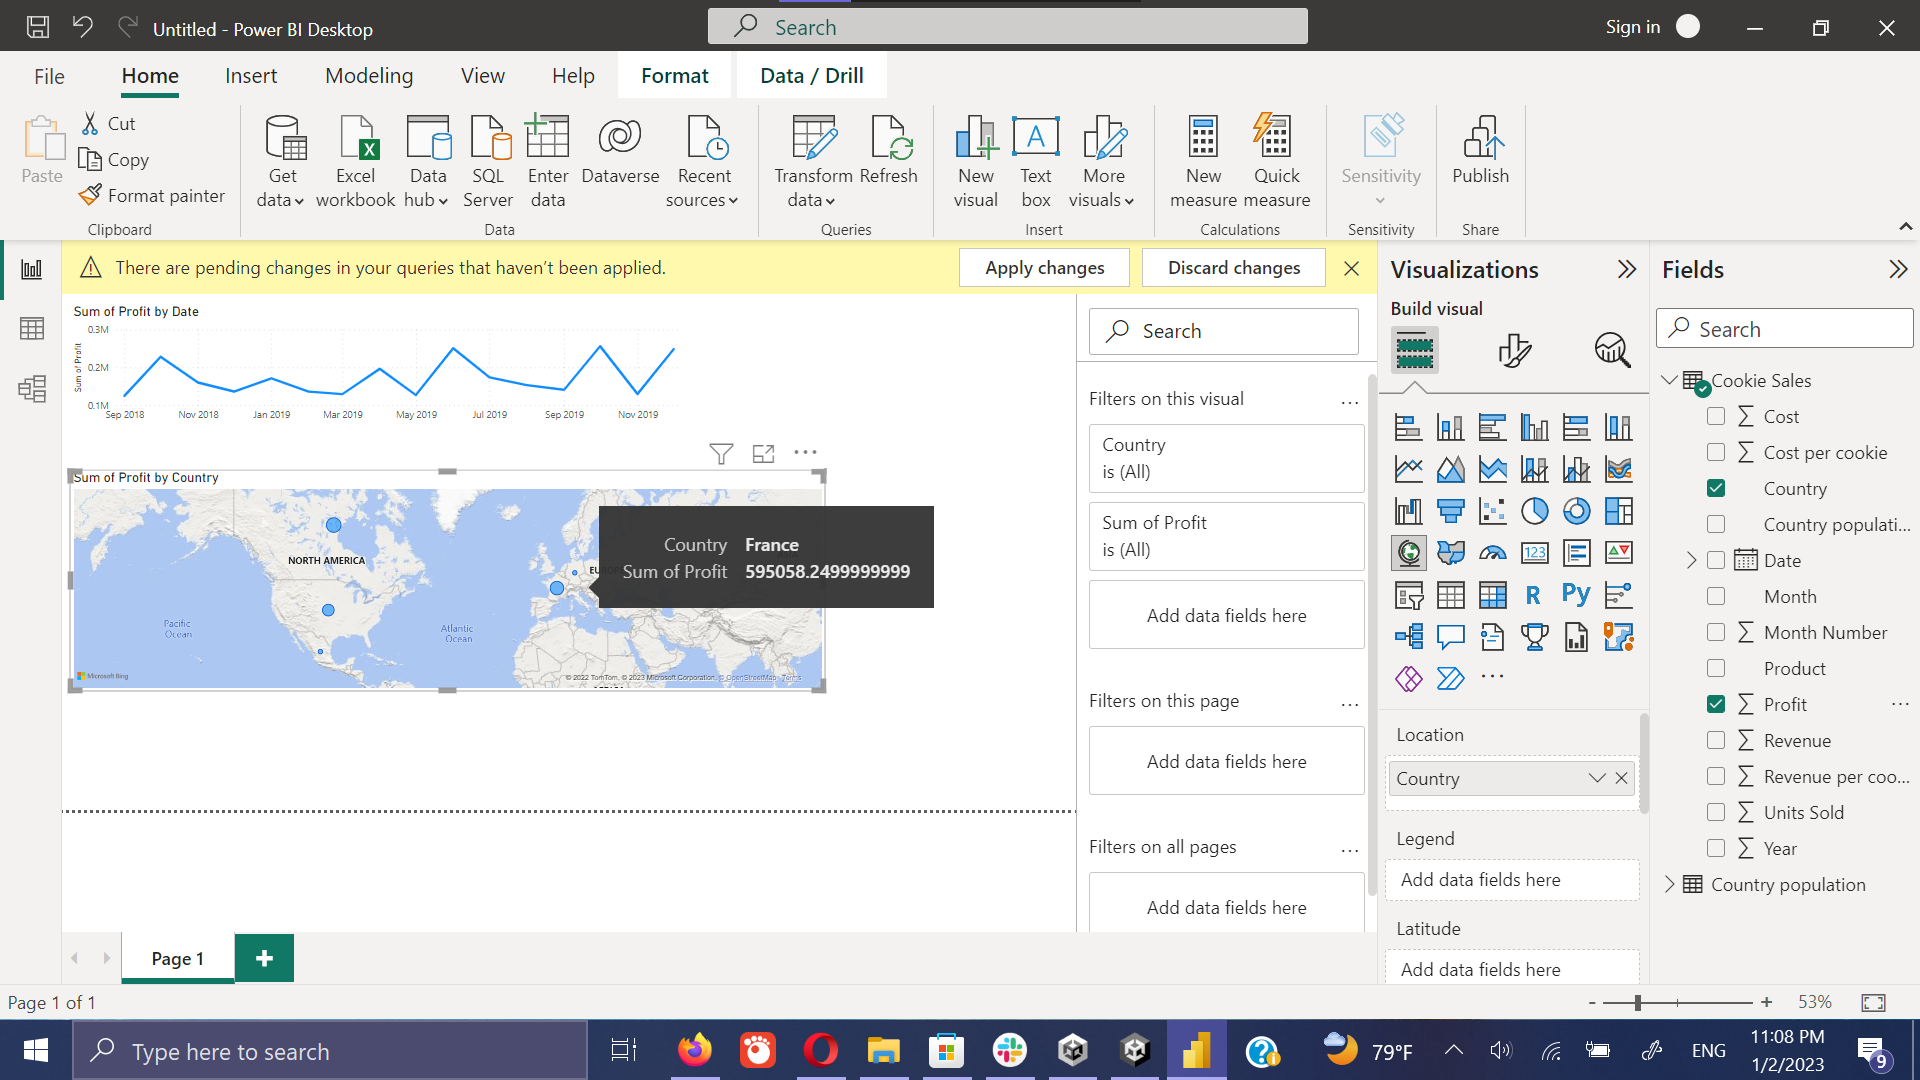 Untitled - Power BI Desktop
Search
Sign in
File
Home
Insert
Modeling
View
Help
Format
Data / Drill
Paste
Cut
Copy
Format painter
Clipboard
Get data
Excel workbook
Data hub
SQL Server
Enter data
Dataverse
Recent sources
Data
Transform data
Refresh
Queries
New visual
Text box
More visuals
Insert
New measure
Quick measure
Calculations
Sensitivity
Sensitivity
Publish
Share
There are pending changes in your queries that haven't been applied.
Apply changes
Discard changes
Sum of Profit by Date
Sum of Profit
0.3M
0.2M
0.1M
Sep 2018
Nov 2018
Jan 2019
Mar 2019
May 2019
Jul 2019
Sep 2019
Nov 2019
Sum of Profit by Country
NORTH AMERICA
Pacific
Ocean
Atlantic
Ocean
Country France
Sum of Profit 595058.2499999999
Microsoft Bing
© 2022 TomTom, © 2023 Microsoft Corporation, © OpenStreetMap Terms
Search
Filters on this visual
...
Country
is (All)
Sum of Profit
is (All)
Add data fields here
Filters on this page
...
Add data fields here
Filters on all pages
...
Add data fields here
Visualizations
Build visual
123
R
Py
...
Location
Country
Legend
Add data fields here
Latitude
Add data fields here
Fields
Search
Cookie Sales
Cost
Cost per cookie
Country
Country populati...
Date
Month
Month Number
Product
Profit
...
Revenue
Revenue per coo...
Units Sold
Year
Country population
Page 1
Page 1 of 1
- + 53%
Type here to search
79°F
ENG
11:08 PM
1/2/2023
9